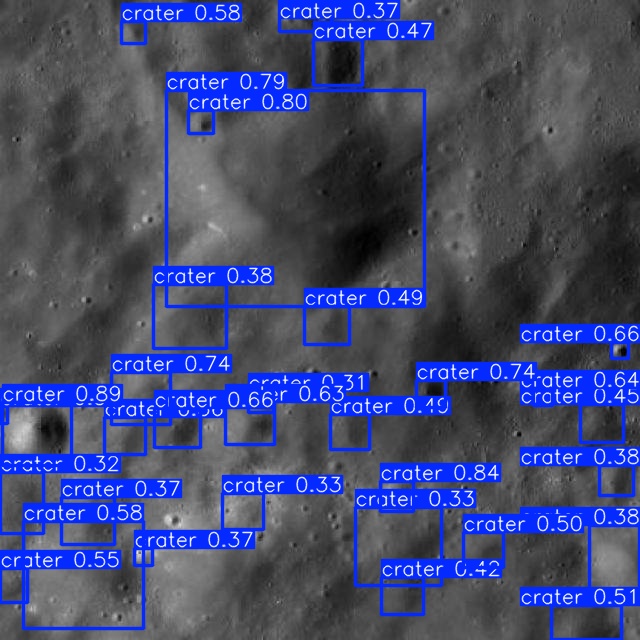 crater 0.58
crater 0.37
crater 0.47
crater 0.79
crater 0.80
crater 0.38
crater 0.49
crater 0.66
crater 0.74
crater 0.74
0.31
0.64
crater 0.89
crater 0.66
0.63
crater 0.45
crater
crater 0.49
crater 0.32
crater 0.84
crater 0.38
crater 0.37
crater 0.33
crater 0.33
crater 0.58
crater 0.50
0.38
crater 0.37
crater 0.55
crater 0.42
crater 0.51